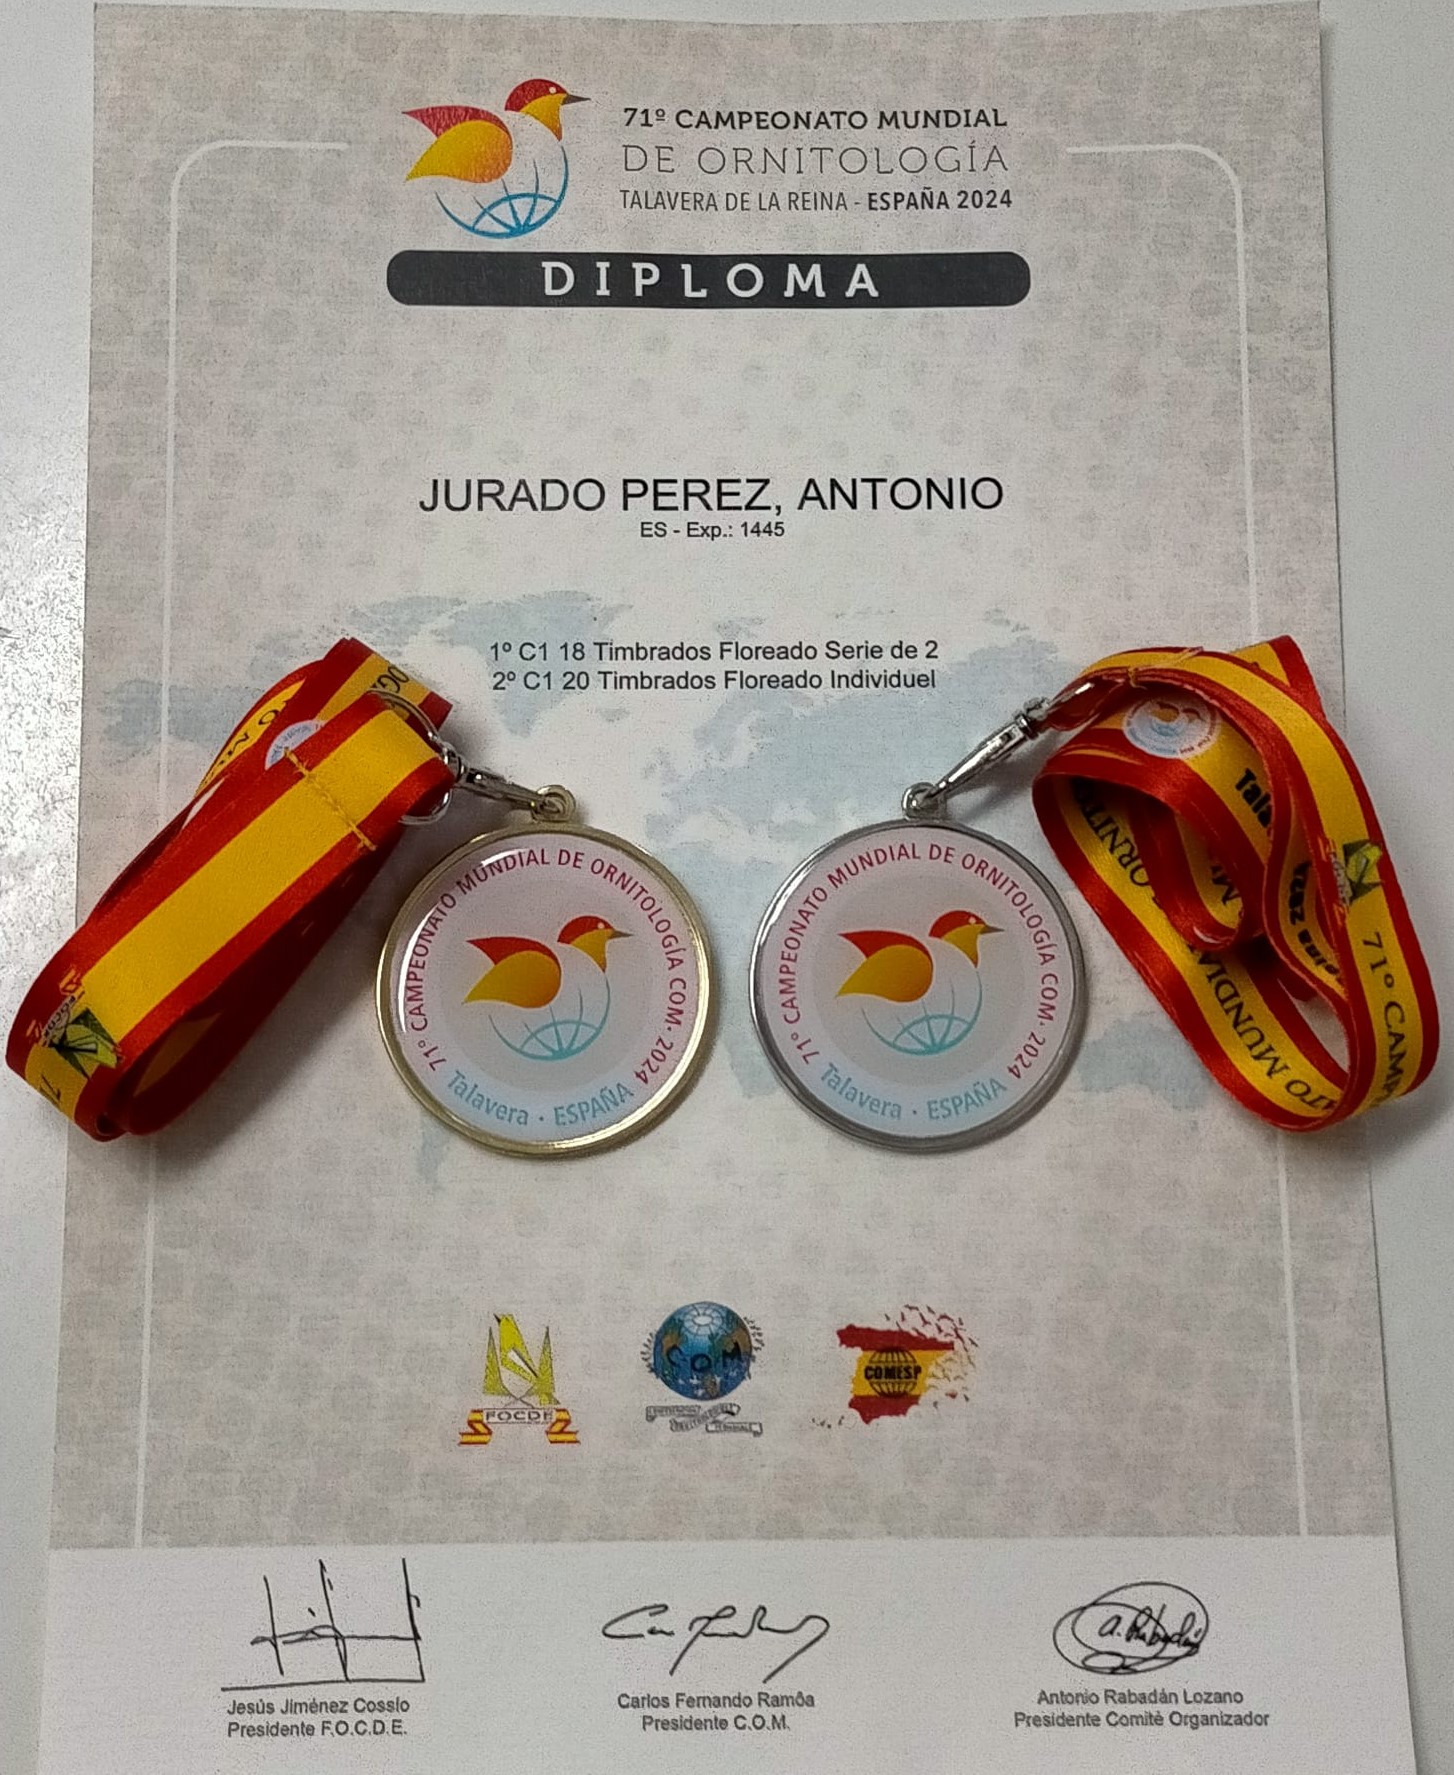 71º CAMPEONATO MUNDIAL
DE ORNITOLOGÍA
TALAVERA DE LA REINA - ESPAÑA 2024
DIPLOMA
JURADO PEREZ, ANTONIO
ES - Exp.: 1445
1º C1 18 Timbrados Floreado Serie de 2
2º C1 20 Timbrados Floreado Individuel
71º CAMPEONATO MUNDIAL DE ORNITOLOGÍA COM. 2024
Talavera · ESPAÑA
71º CAMPEONATO MUNDIAL DE ORNITOLOGÍA COM. 2024
Talavera · ESPAÑA
71º
MUNDIAL
FOCDE
C.O.M
COMESP
Jesús Jiménez Cossío
Presidente F.O.C.D.E.
Carlos Fernando Ramôa
Presidente C.O.M.
A. Rabadán
Antonio Rabadán Lozano
Presidente Comité Organizador